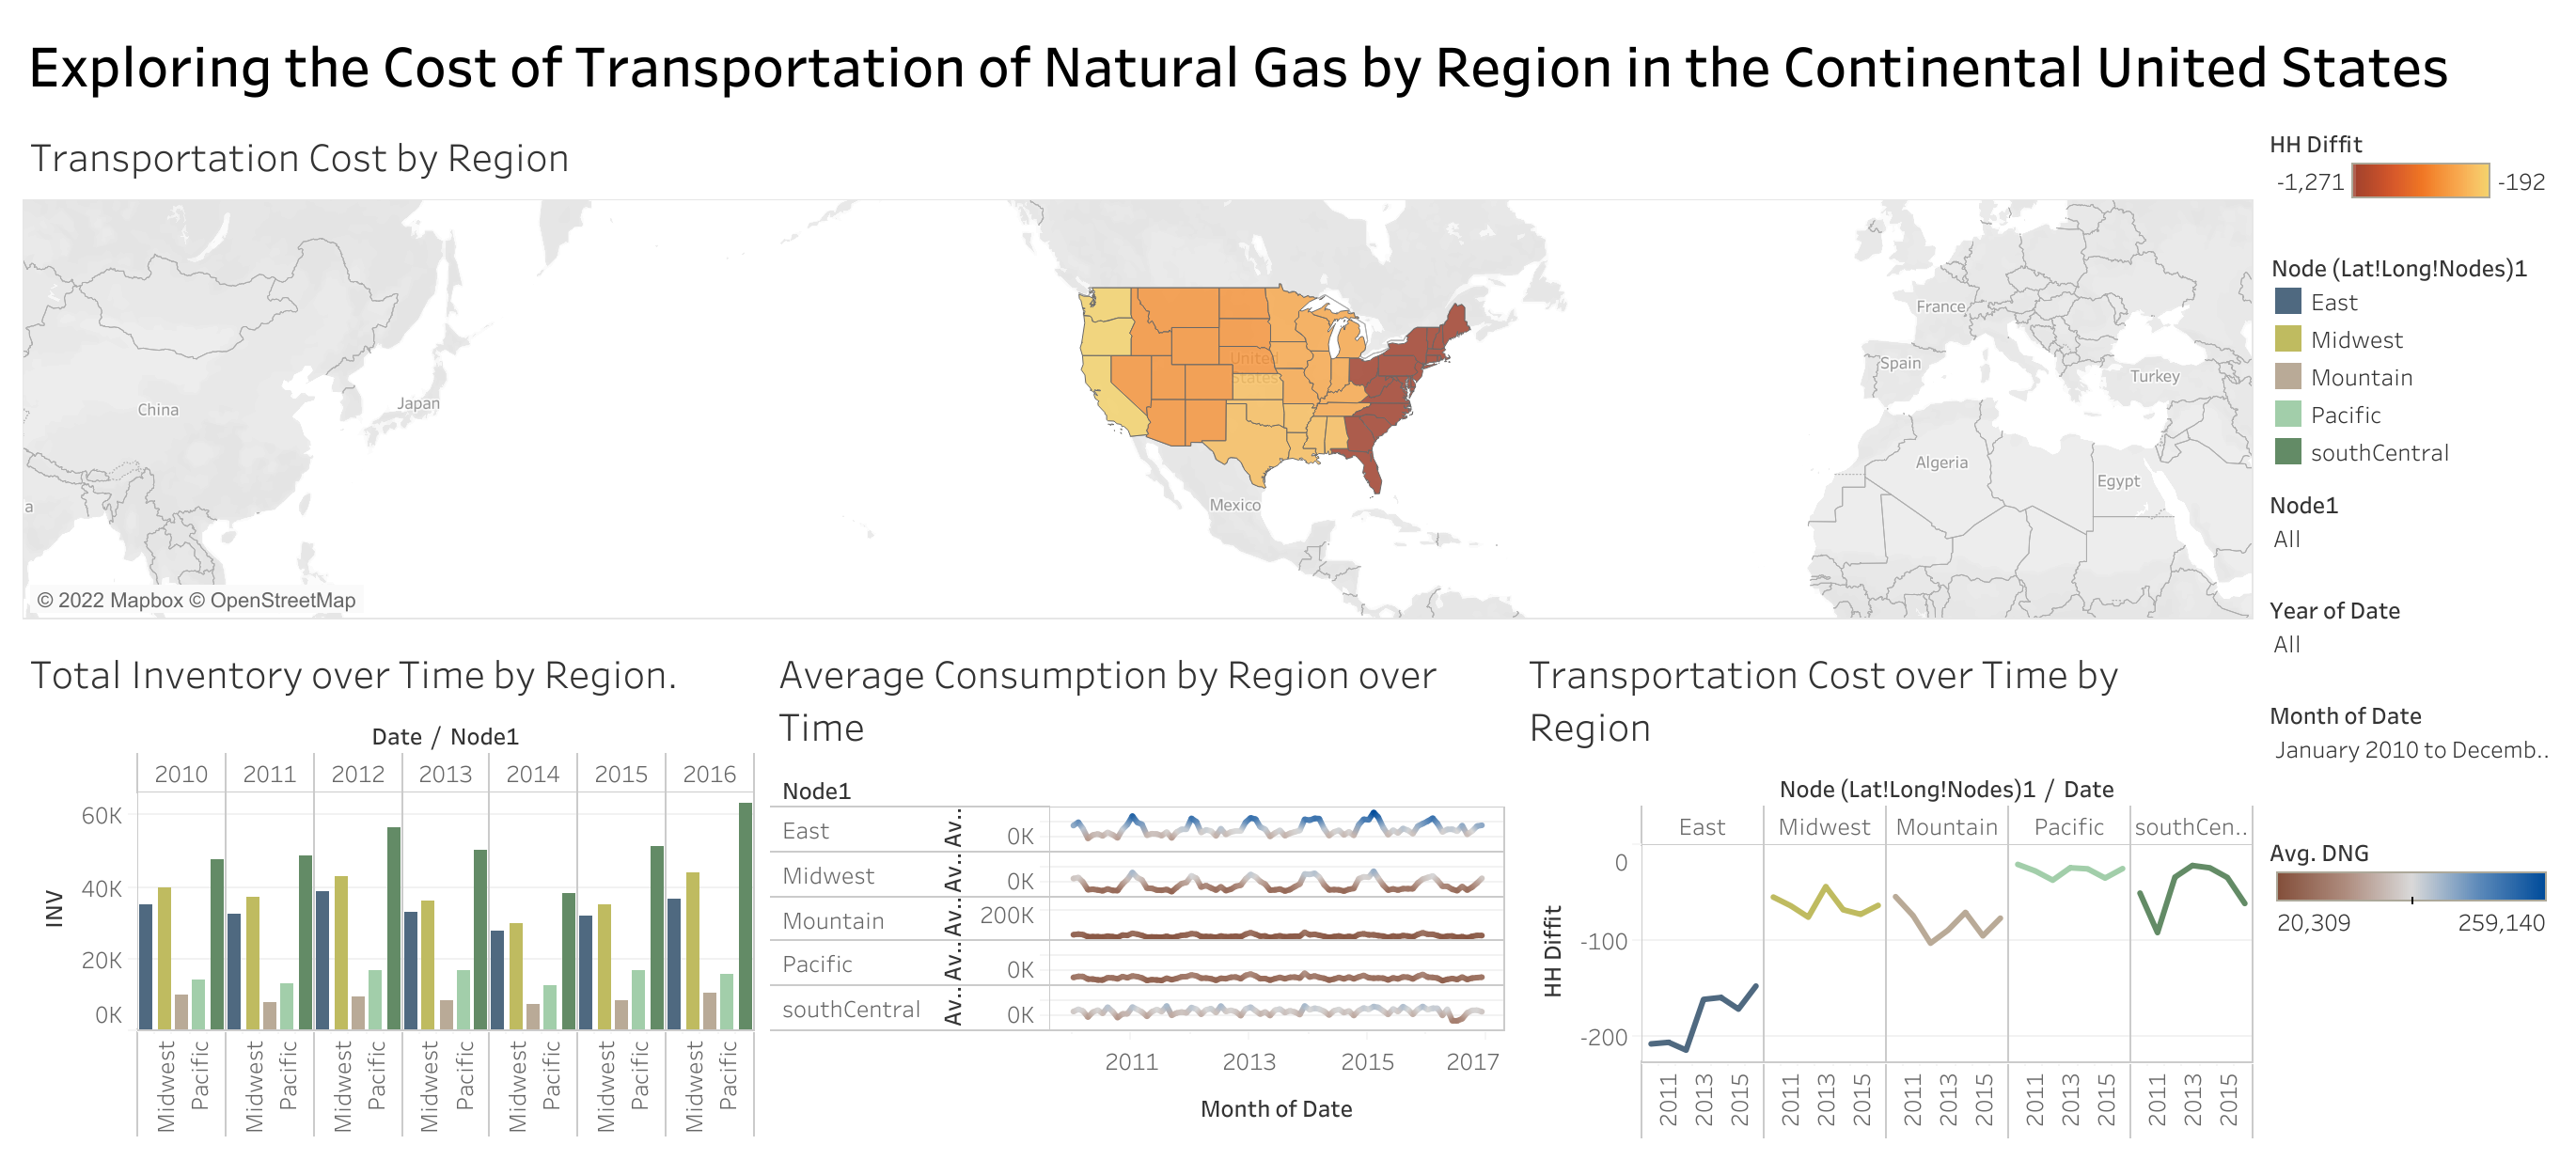 Exploring the Cost of Transportation of Natural Gas by Region in the Continental United States
Transportation Cost by Region
HH Diffit
-1,271
-192
China
Japan
United
States
Mexico
France
Spain
Turkey
Algeria
Egypt
a
© 2022 Mapbox © OpenStreetMap
Node (Lat!Long!Nodes)1
East
Midwest
Mountain
Pacific
southCentral
Node1
All
Year of Date
All
Month of Date
January 2010 to Decemb..
Avg. DNG
20,309
259,140
Total Inventory over Time by Region.
Date / Node1
2010 2011 2012 2013 2014 2015 2016
INV
60K
40K
20K
0K
Midwest Pacific Midwest Pacific Midwest Pacific Midwest Pacific Midwest Pacific Midwest Pacific Midwest Pacific
Average Consumption by Region over
Time
Node1
East Av.. 0K
Midwest Av.. 0K
Mountain Av.. 200K
Pacific Av.. 0K
southCentral Av.. 0K
2011 2013 2015 2017
Month of Date
Transportation Cost over Time by
Region
Node (Lat!Long!Nodes)1 / Date
East Midwest Mountain Pacific southCen..
HH Diffit
0
-100
-200
2011 2013 2015 2011 2013 2015 2011 2013 2015 2011 2013 2015 2011 2013 2015